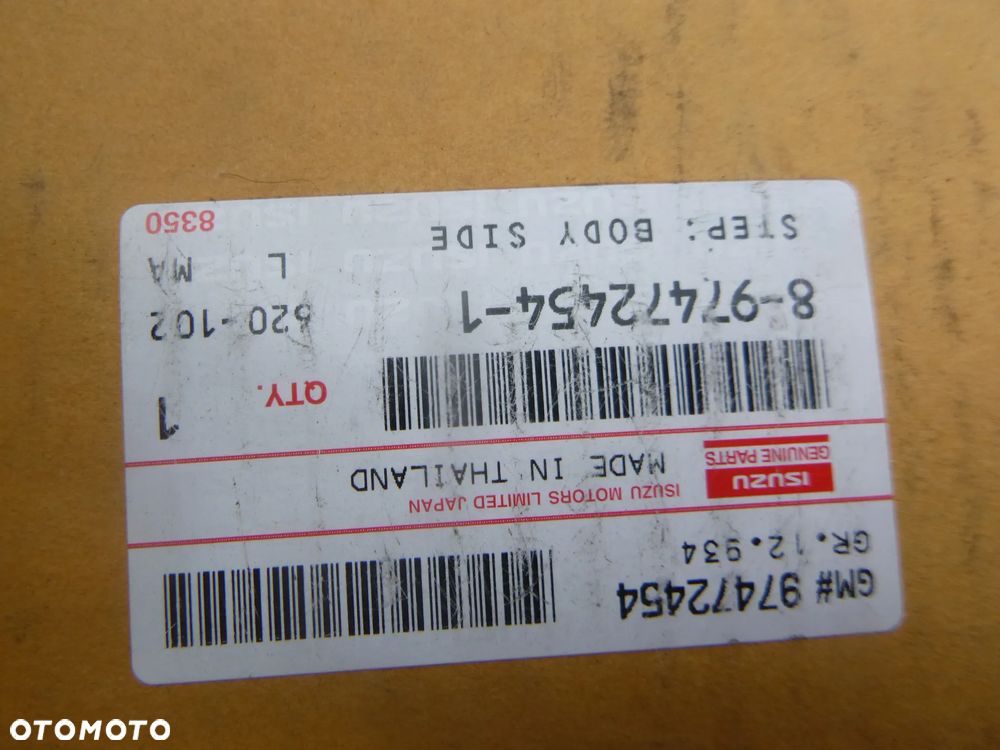 GM# 97472454
GR.12.934
ISUZU
GENUINE PARTS
ISUZU MOTORS LIMITED JAPAN
MADE IN THAILAND
QTY.
1
8-97472454-1
620-102
STEP: BODY SIDE
L
MA
8350
OTOMOTO